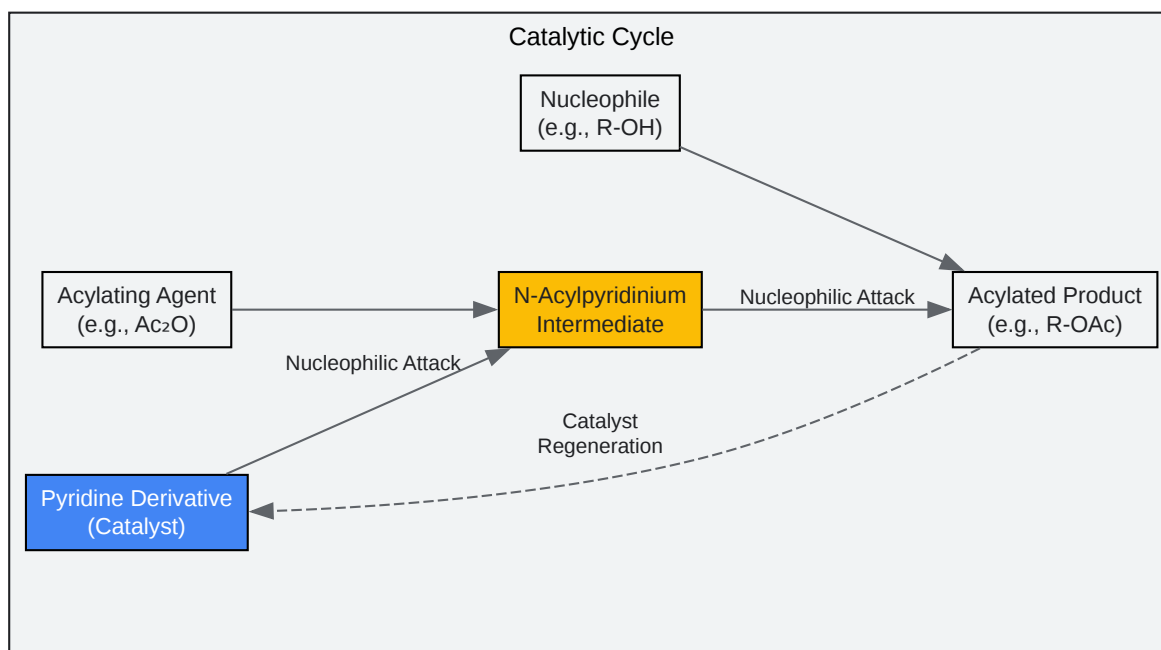 Catalytic Cycle
Nucleophile
(e.g., R-OH)
Acylating Agent
(e.g., Ac₂O)
N-Acylpyridinium
Intermediate
Nucleophilic Attack
Acylated Product
(e.g., R-OAc)
Nucleophilic Attack
Catalyst
Regeneration
Pyridine Derivative
(Catalyst)